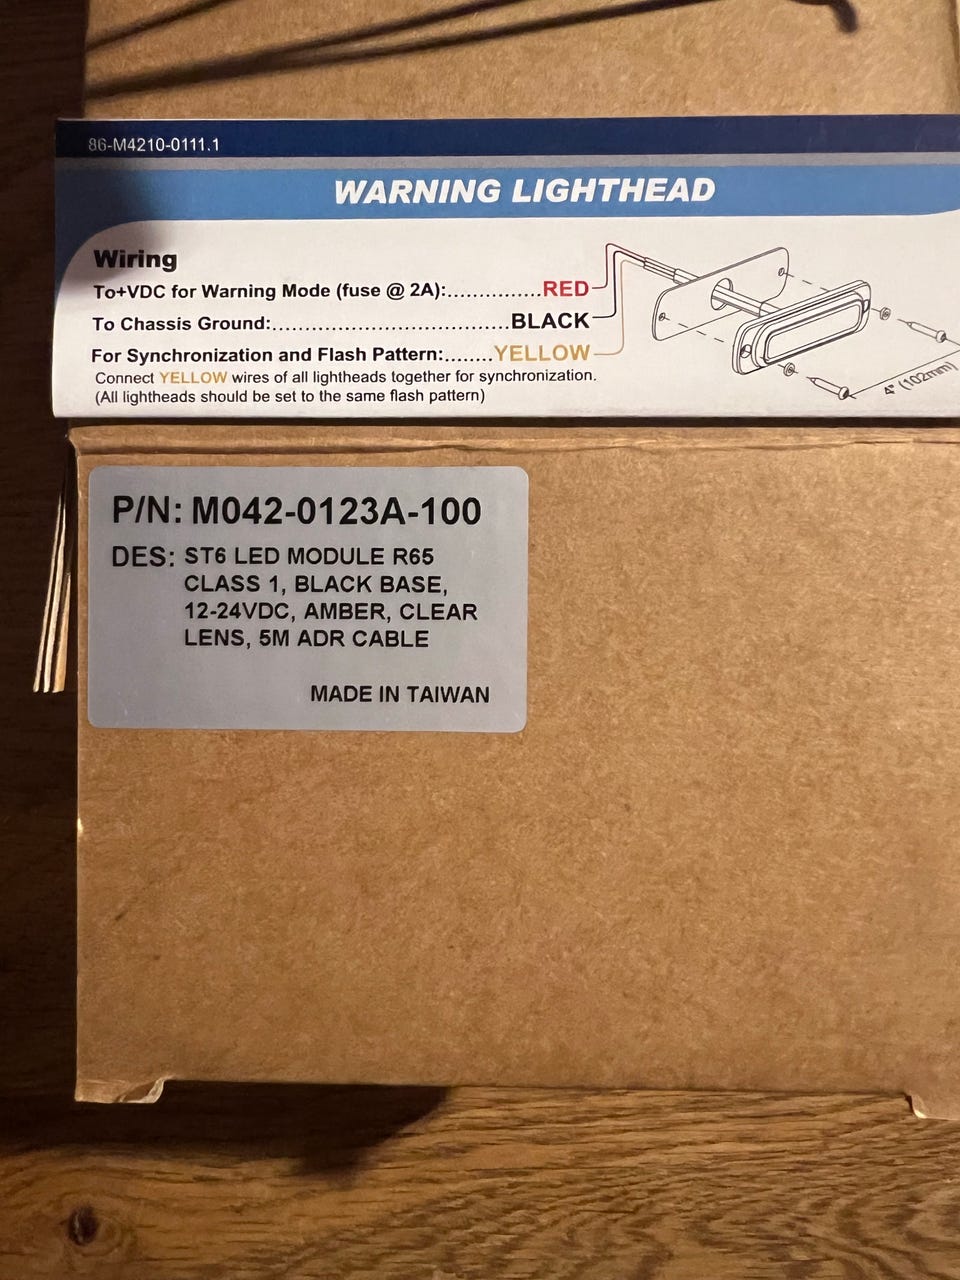 86-M4210-0111.1
WARNING LIGHTHEAD
Wiring
To+VDC for Warning Mode (fuse @ 2A):...............RED
To Chassis Ground:.....................................BLACK
For Synchronization and Flash Pattern:........YELLOW
Connect YELLOW wires of all lightheads together for synchronization.
(All lightheads should be set to the same flash pattern)
4" (102mm)
P/N: M042-0123A-100
DES: ST6 LED MODULE R65
CLASS 1, BLACK BASE,
12-24VDC, AMBER, CLEAR
LENS, 5M ADR CABLE
MADE IN TAIWAN